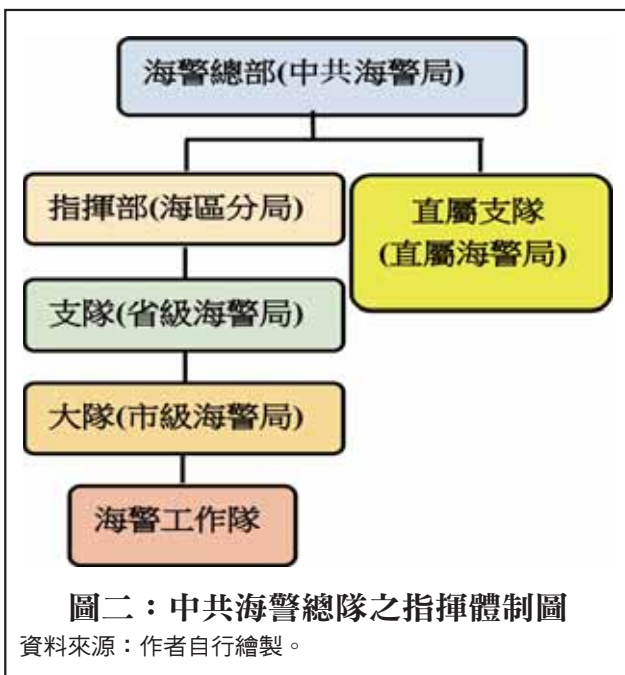 海警總部(中共海警局)
指揮部(海區分局)
直屬支隊
(直屬海警局)
支隊(省級海警局)
大隊(市級海警局)
海警工作隊
圖二：中共海警總隊之指揮體制圖
資料來源：作者自行繪製。